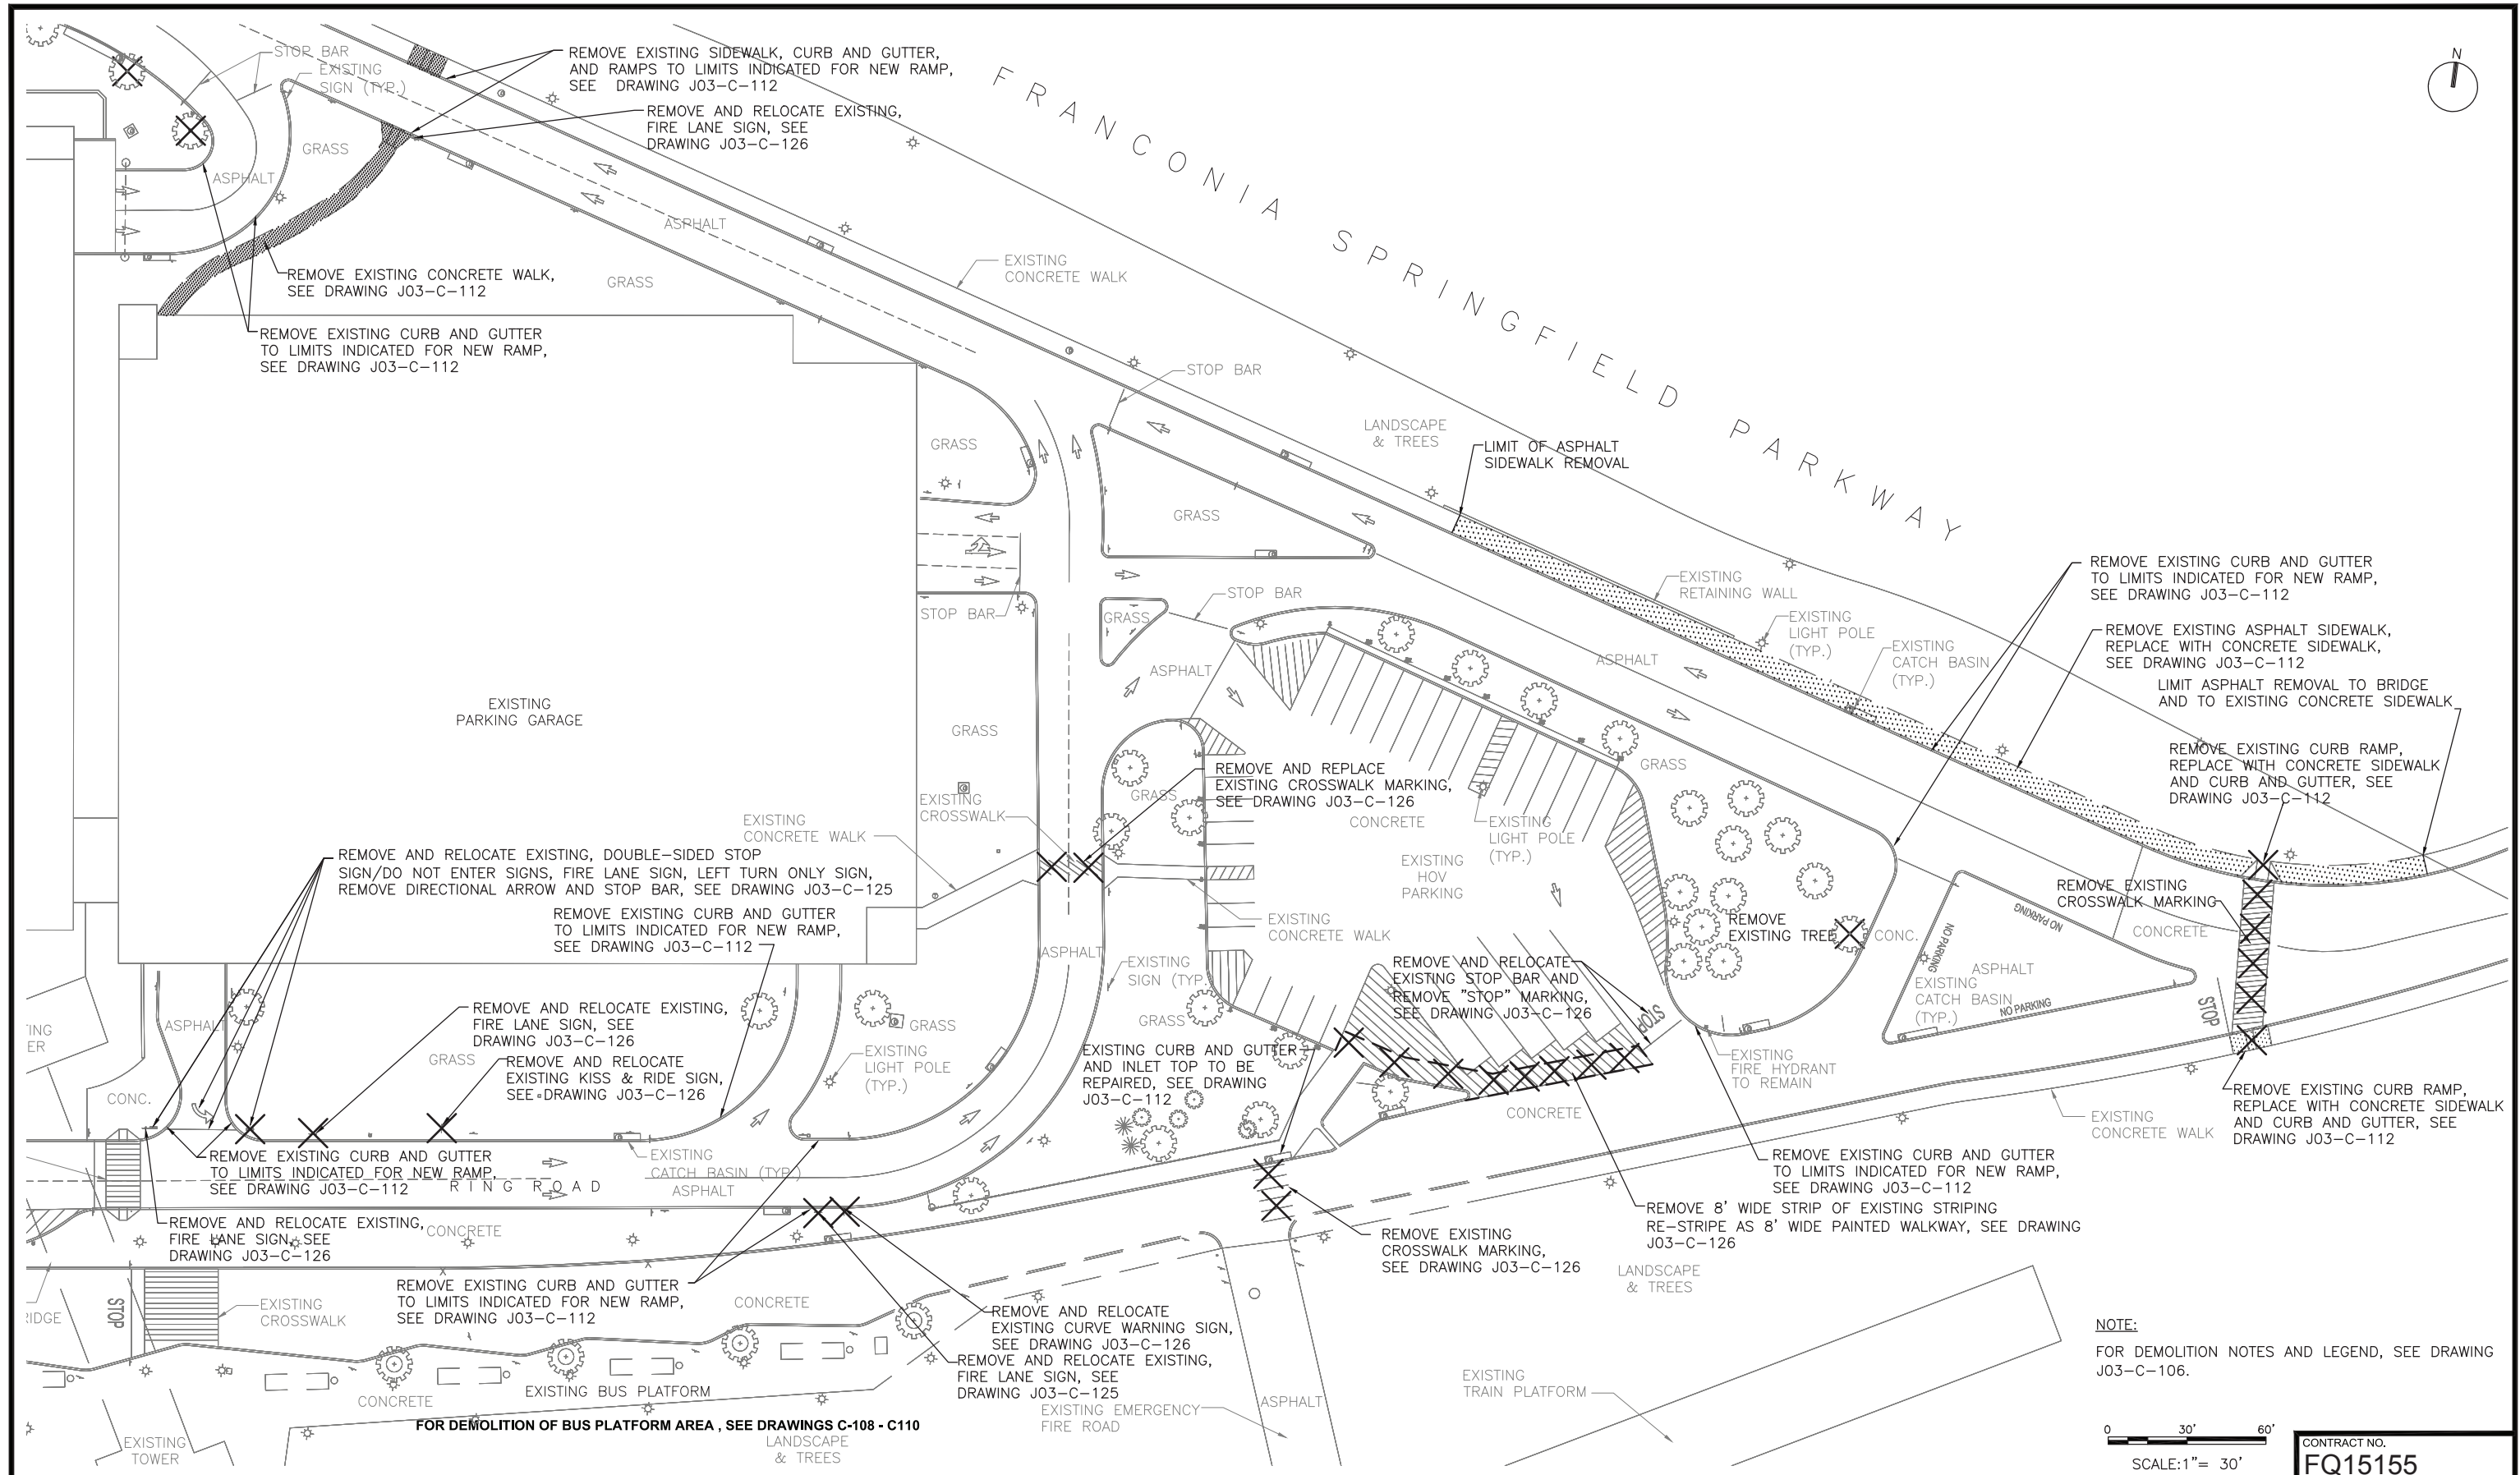 STOP BAR
EXISTING
SIGN (TYP.)
REMOVE EXISTING SIDEWALK, CURB AND GUTTER,
AND RAMPS TO LIMITS INDICATED FOR NEW RAMP,
SEE DRAWING J03-C-112
REMOVE AND RELOCATE EXISTING,
FIRE LANE SIGN, SEE
DRAWING J03-C-126
N
FRANCONIA SPRINGFIELD PARKWAY
GRASS
ASPHALT
ASPHALT
GRASS
REMOVE EXISTING CONCRETE WALK,
SEE DRAWING J03-C-112
REMOVE EXISTING CURB AND GUTTER
TO LIMITS INDICATED FOR NEW RAMP,
SEE DRAWING J03-C-112
EXISTING
CONCRETE WALK
STOP BAR
LANDSCAPE
& TREES
LIMIT OF ASPHALT
SIDEWALK REMOVAL
GRASS
GRASS
EXISTING
RETAINING WALL
EXISTING
LIGHT POLE
(TYP.)
EXISTING
CATCH BASIN
(TYP.)
REMOVE EXISTING CURB AND GUTTER
TO LIMITS INDICATED FOR NEW RAMP,
SEE DRAWING J03-C-112
REMOVE EXISTING ASPHALT SIDEWALK,
REPLACE WITH CONCRETE SIDEWALK,
SEE DRAWING J03-C-112
LIMIT ASPHALT REMOVAL TO BRIDGE
AND TO EXISTING CONCRETE SIDEWALK
REMOVE EXISTING CURB RAMP,
REPLACE WITH CONCRETE SIDEWALK
AND CURB AND GUTTER, SEE
DRAWING J03-C-112
STOP BAR
STOP BAR
GRASS
ASPHALT
ASPHALT
EXISTING
PARKING GARAGE
GRASS
GRASS
GRASS
REMOVE AND REPLACE
EXISTING CROSSWALK MARKING,
SEE DRAWING J03-C-126
EXISTING
CROSSWALK
EXISTING
CONCRETE WALK
CONCRETE
EXISTING
LIGHT POLE
(TYP.)
EXISTING
HOV
PARKING
REMOVE AND RELOCATE EXISTING, DOUBLE-SIDED STOP
SIGN/DO NOT ENTER SIGNS, FIRE LANE SIGN, LEFT TURN ONLY SIGN,
REMOVE DIRECTIONAL ARROW AND STOP BAR, SEE DRAWING J03-C-125
REMOVE EXISTING CURB AND GUTTER
TO LIMITS INDICATED FOR NEW RAMP,
SEE DRAWING J03-C-112
EXISTING
CONCRETE WALK
REMOVE
EXISTING TREE
CONC.
REMOVE EXISTING
CROSSWALK MARKING
NO PARKING
NO PARKING
CONCRETE
ASPHALT
EXISTING
CATCH BASIN
(TYP.)
NO PARKING
STOP
ASPHALT
EXISTING
SIGN (TYP.
REMOVE AND RELOCATE
EXISTING STOP BAR AND
REMOVE "STOP" MARKING,
SEE DRAWING J03-C-126
STOP
GRASS
ASPHALT
GRASS
REMOVE AND RELOCATE EXISTING,
FIRE LANE SIGN, SEE
DRAWING J03-C-126
REMOVE AND RELOCATE
EXISTING KISS & RIDE SIGN,
SEE DRAWING J03-C-126
GRASS
EXISTING
LIGHT POLE
(TYP.)
EXISTING CURB AND GUTTER
AND INLET TOP TO BE
REPAIRED, SEE DRAWING
J03-C-112
EXISTING
FIRE HYDRANT
TO REMAIN
CONCRETE
EXISTING
CONCRETE WALK
REMOVE EXISTING CURB RAMP,
REPLACE WITH CONCRETE SIDEWALK
AND CURB AND GUTTER, SEE
DRAWING J03-C-112
TING
ER
CONC.
REMOVE EXISTING CURB AND GUTTER
TO LIMITS INDICATED FOR NEW RAMP,
SEE DRAWING J03-C-112
EXISTING
CATCH BASIN (TYP.)
RING ROAD
ASPHALT
REMOVE EXISTING CURB AND GUTTER
TO LIMITS INDICATED FOR NEW RAMP,
SEE DRAWING J03-C-112
REMOVE 8' WIDE STRIP OF EXISTING STRIPING
RE-STRIPE AS 8' WIDE PAINTED WALKWAY, SEE DRAWING
J03-C-126
REMOVE AND RELOCATE EXISTING,
FIRE LANE SIGN, SEE
DRAWING J03-C-126
CONCRETE
REMOVE EXISTING
CROSSWALK MARKING,
SEE DRAWING J03-C-126
LANDSCAPE
& TREES
REMOVE EXISTING CURB AND GUTTER
TO LIMITS INDICATED FOR NEW RAMP,
SEE DRAWING J03-C-112
RIDGE
STOP
EXISTING
CROSSWALK
CONCRETE
REMOVE AND RELOCATE
EXISTING CURVE WARNING SIGN,
SEE DRAWING J03-C-126
REMOVE AND RELOCATE EXISTING,
FIRE LANE SIGN, SEE
DRAWING J03-C-125
EXISTING EMERGENCY
FIRE ROAD
ASPHALT
EXISTING
TRAIN PLATFORM
CONCRETE
EXISTING BUS PLATFORM
FOR DEMOLITION OF BUS PLATFORM AREA , SEE DRAWINGS C-108 - C110
LANDSCAPE
& TREES
EXISTING
TOWER
NOTE:
FOR DEMOLITION NOTES AND LEGEND, SEE DRAWING
J03-C-106.
0 30' 60'
SCALE:1"= 30'
CONTRACT NO.
FQ15155